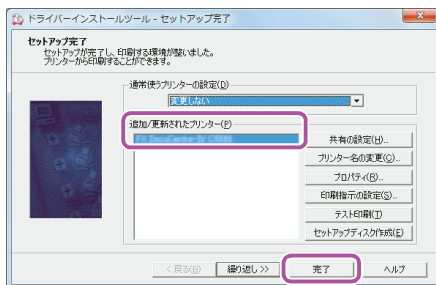 ドライバーインストールツール - セットアップ完了
セットアップ完了
セットアップが完了し、印刷する環境が整いました。
プリンターから印刷することができます。
通常使うプリンターの設定(D)
変更しない
追加/更新されたプリンター(P)
共有の設定(H)...
プリンター名の変更(C)...
プロパティ(R)...
印刷指示の設定(S)...
テスト印刷(T)
セットアップディスク作成(E)
< 戻る(B)
繰り返し >>
完了
ヘルプ